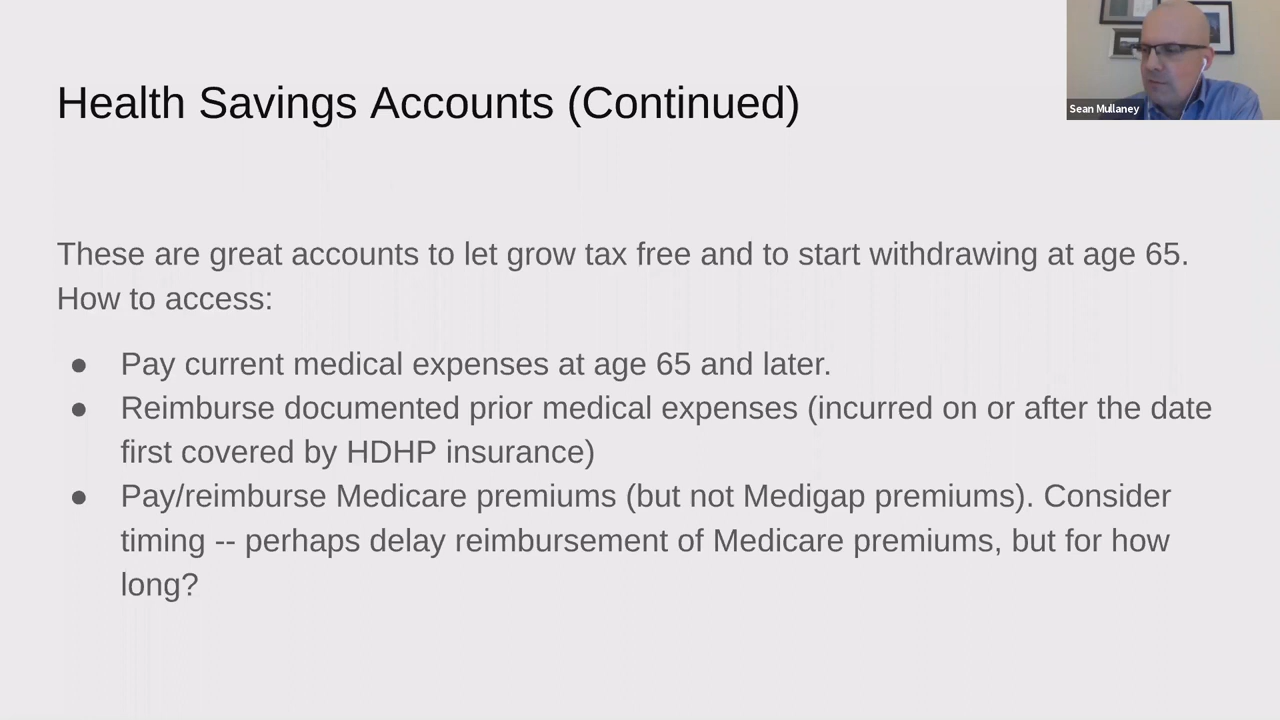 Health Savings Accounts (Continued)
Sean Mullaney
These are great accounts to let grow tax free and to start withdrawing at age 65.
How to access:
● Pay current medical expenses at age 65 and later.
● Reimburse documented prior medical expenses (incurred on or after the date
first covered by HDHP insurance)
● Pay/reimburse Medicare premiums (but not Medigap premiums). Consider
timing -- perhaps delay reimbursement of Medicare premiums, but for how
long?